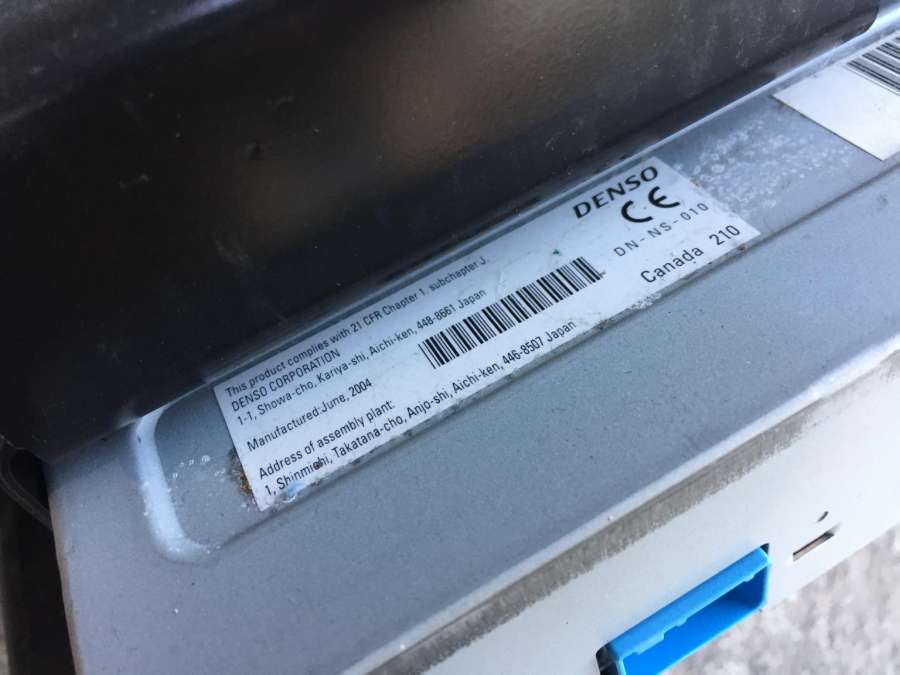 DENSO
CE
DN-NS-010
Canada 210
This product complies with 21 CFR Chapter 1, subchapter J.
DENSO CORPORATION
1-1, Showa-cho, Kariya-shi, Aichi-ken, 448-8661 Japan
Manufactured:June, 2004
Address of assembly plant:
1, Shinmichi, Takatana-cho, Anjo-shi, Aichi-ken, 446-8507 Japan